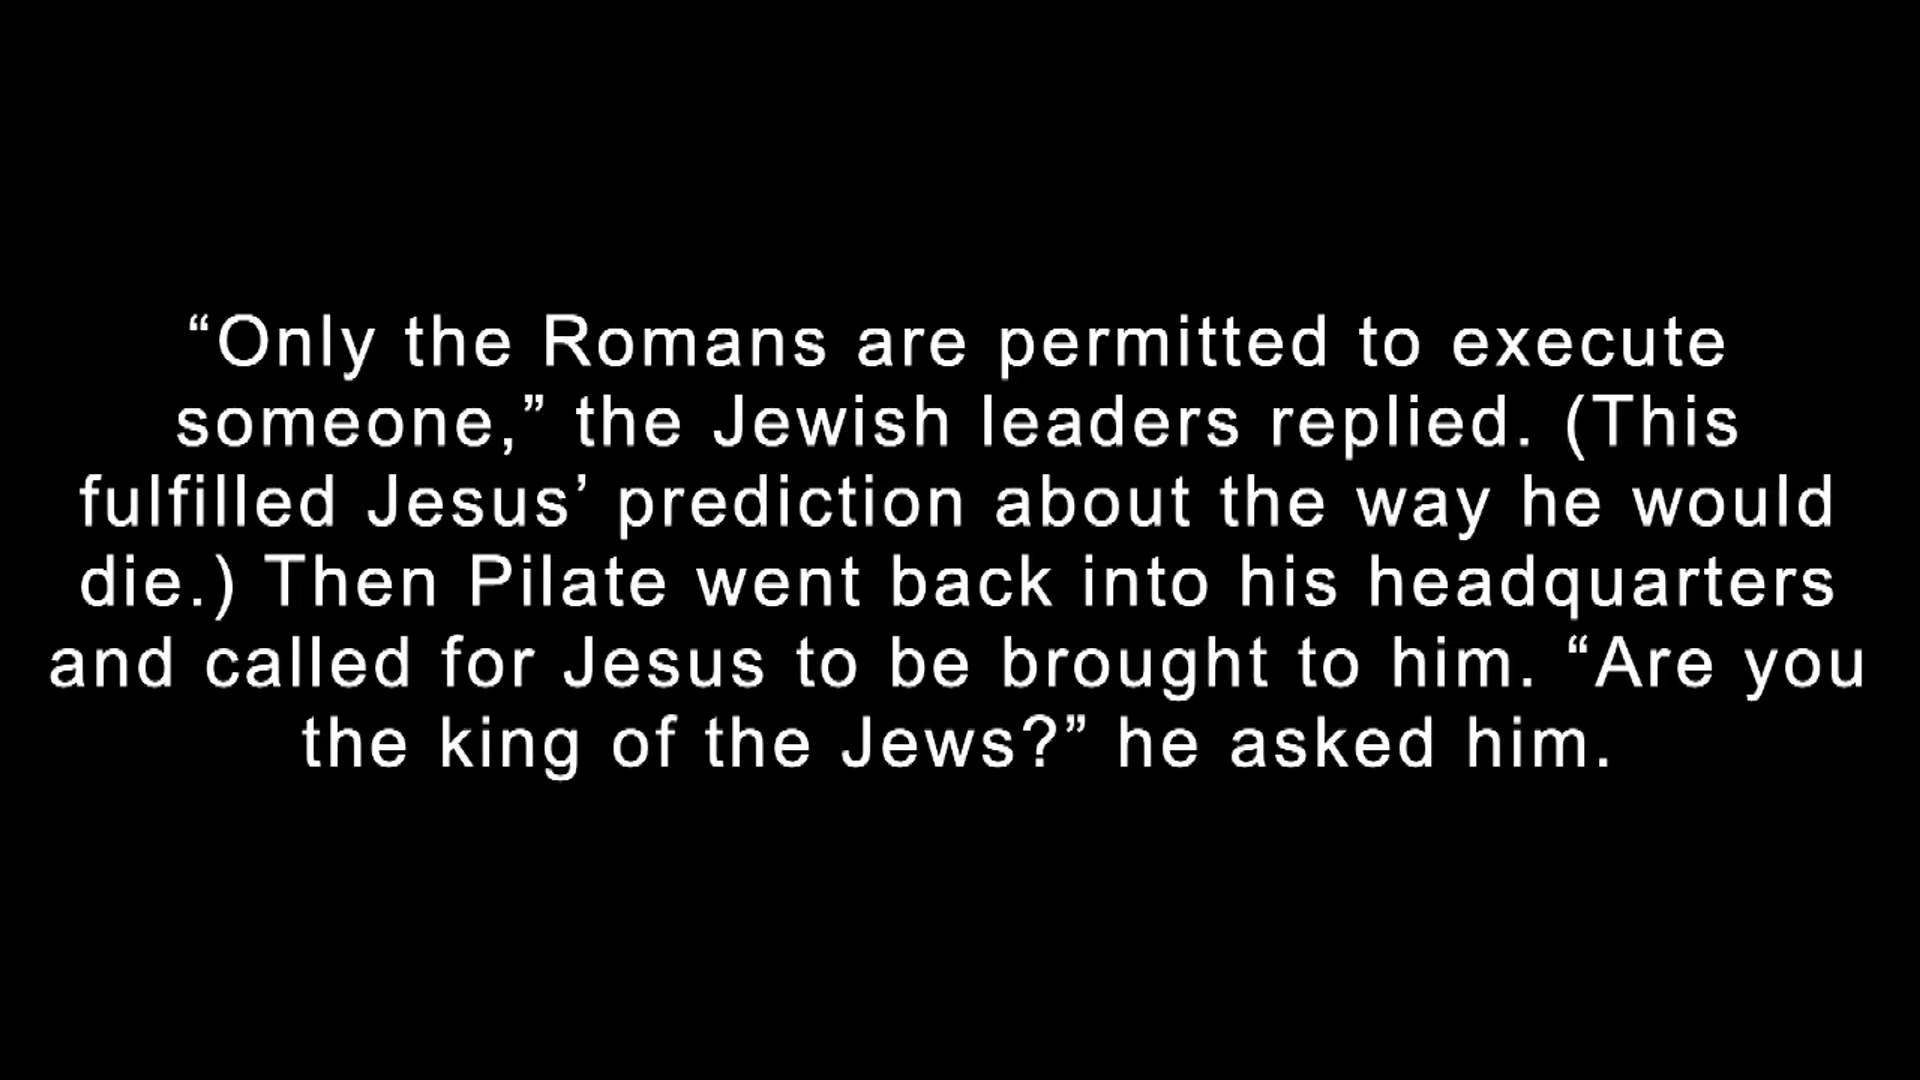 “Only the Romans are permitted to execute
someone,” the Jewish leaders replied. (This
fulfilled Jesus’ prediction about the way he would
die.) Then Pilate went back into his headquarters
and called for Jesus to be brought to him. “Are you
the king of the Jews?” he asked him.